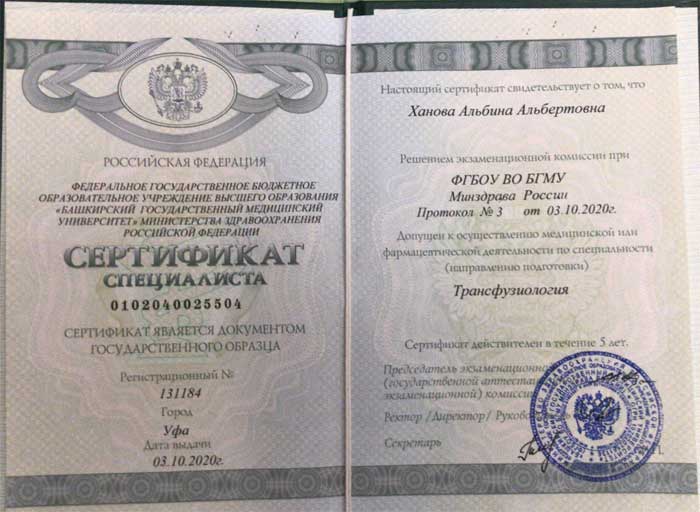 РОССИЙСКАЯ ФЕДЕРАЦИЯ
ФЕДЕРАЛЬНОЕ ГОСУДАРСТВЕННОЕ БЮДЖЕТНОЕ
ОБРАЗОВАТЕЛЬНОЕ УЧРЕЖДЕНИЕ ВЫСШЕГО ОБРАЗОВАНИЯ
«БАШКИРСКИЙ ГОСУДАРСТВЕННЫЙ МЕДИЦИНСКИЙ
УНИВЕРСИТЕТ» МИНИСТЕРСТВА ЗДРАВООХРАНЕНИЯ
РОССИЙСКОЙ ФЕДЕРАЦИИ
СЕРТИФИКАТ
СПЕЦИАЛИСТА
0102040025504
СЕРТИФИКАТ ЯВЛЯЕТСЯ ДОКУМЕНТОМ
ГОСУДАРСТВЕННОГО ОБРАЗЦА
Регистрационный №
131184
Город
Уфа
Дата выдачи
03.10.2020г.
Настоящий сертификат свидетельствует о том, что
Ханова Альбина Альбертовна
Решением экзаменационной комиссии при
ФГБОУ ВО БГМУ
Минздрава России
Протокол № 3 от 03.10.2020г.
Допущен к осуществлению медицинской или
фармацевтической деятельности по специальности
(направлению подготовки)
Трансфузиология
Сертификат действителен в течение 5 лет.
Председатель экзаменационной
(государственной
экзаменационной)
Ректор /Директор/
Секретарь